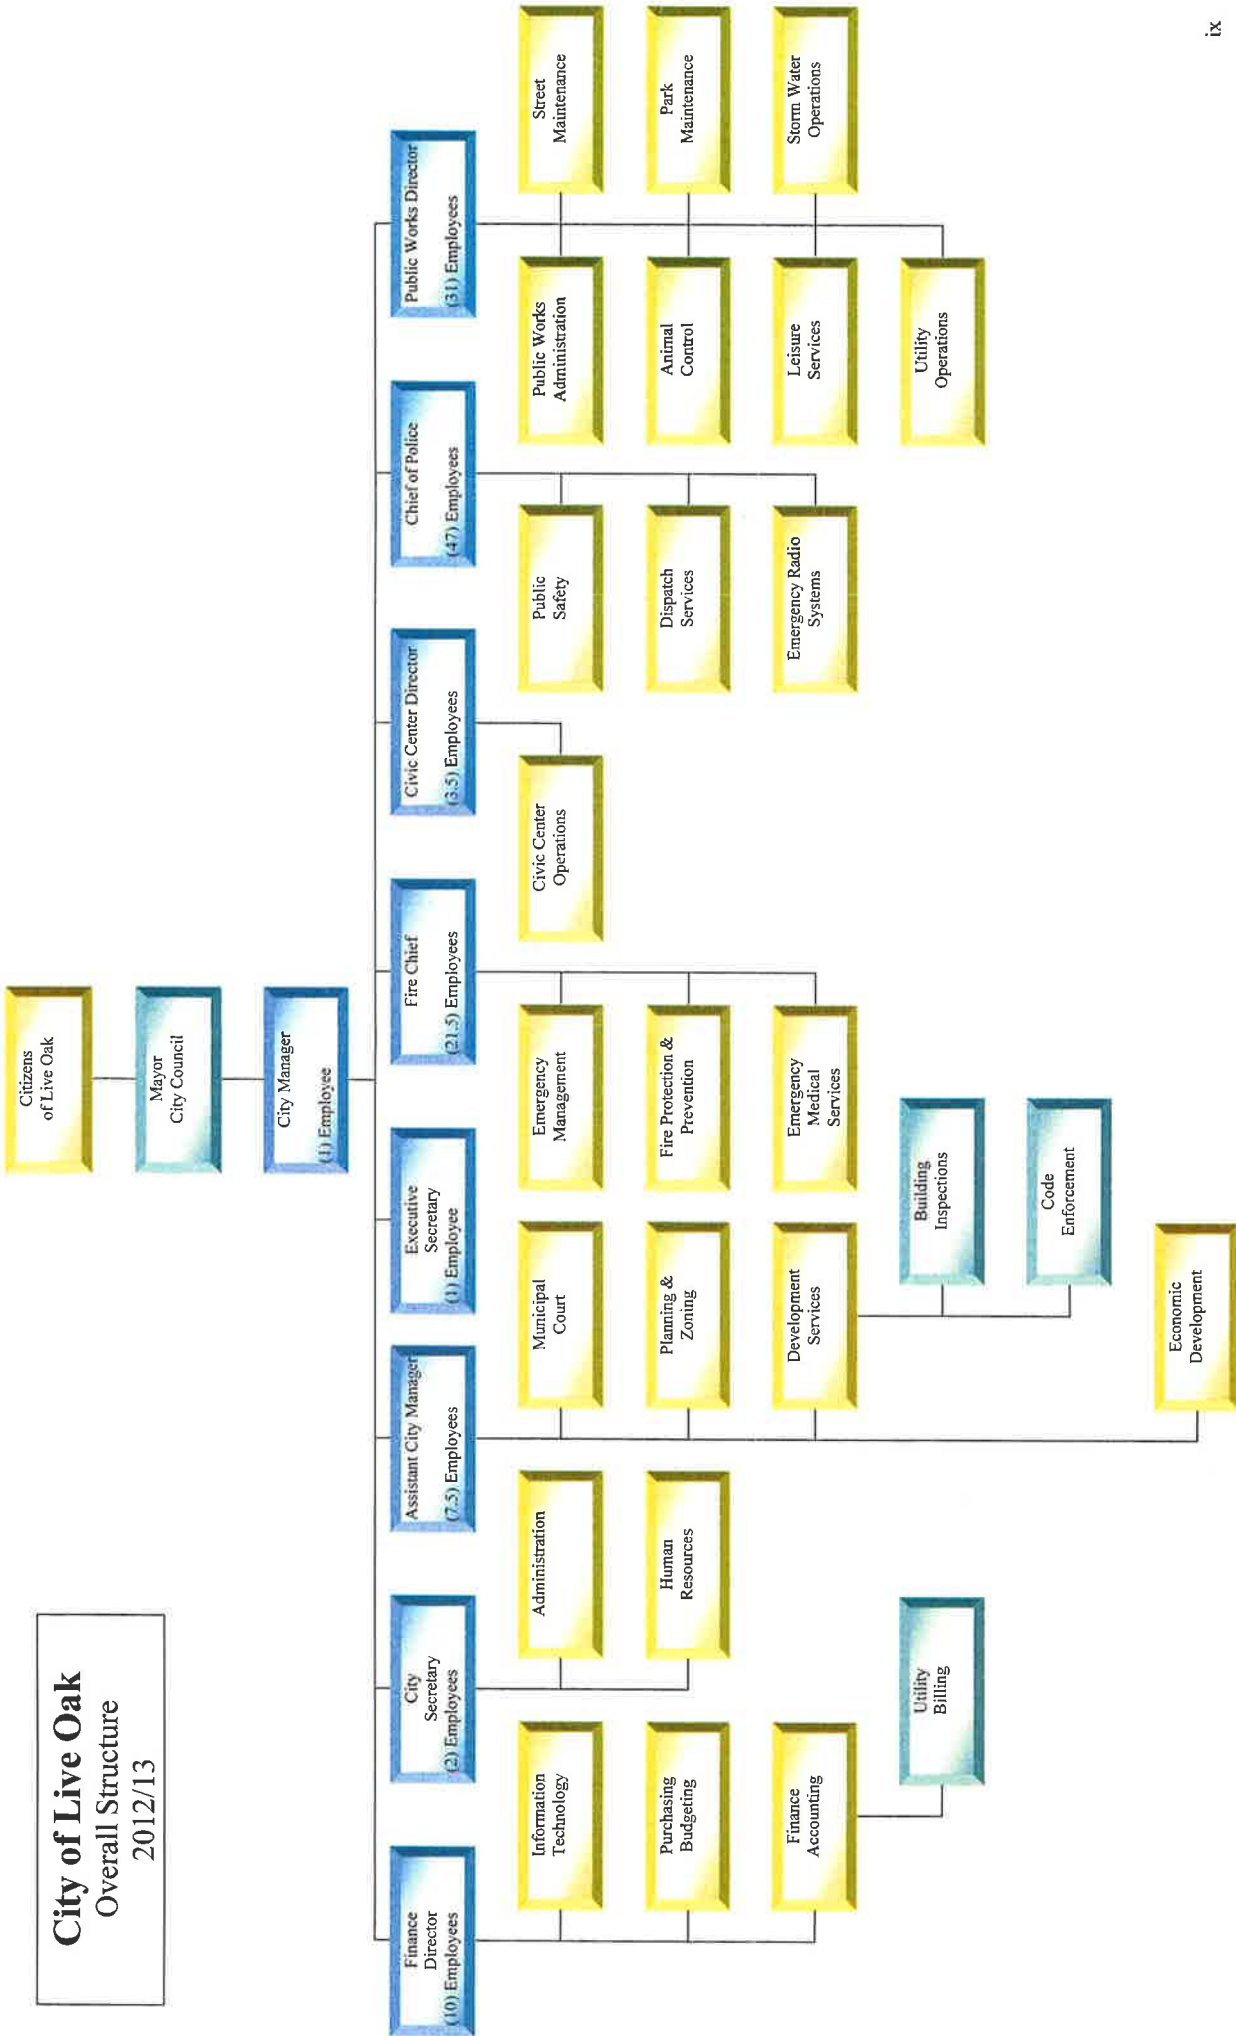 City of Live Oak
Overall Structure
2012/13
Citizens
of Live Oak
Mayor
City Council
City Manager
(1) Employee
Finance
Director
(10) Employees
City
Secretary
(2) Employees
Assistant City Manager
(7.5) Employees
Executive
Secretary
(1) Employee
Fire Chief
(21.5) Employees
Civic Center Director
(3.5) Employees
Chief of Police
(47) Employees
Public Works Director
(31) Employees
Information
Technology
Administration
Municipal
Court
Emergency
Management
Civic Center
Operations
Public
Safety
Public Works
Administration
Street
Maintenance
Purchasing
Budgeting
Human
Resources
Planning &
Zoning
Fire Protection &
Prevention
Dispatch
Services
Animal
Control
Park
Maintenance
Finance
Accounting
Development
Services
Emergency
Medical
Services
Emergency Radio
Systems
Leisure
Services
Storm Water
Operations
Utility
Billing
Building
Inspections
Utility
Operations
Code
Enforcement
Economic
Development
ix